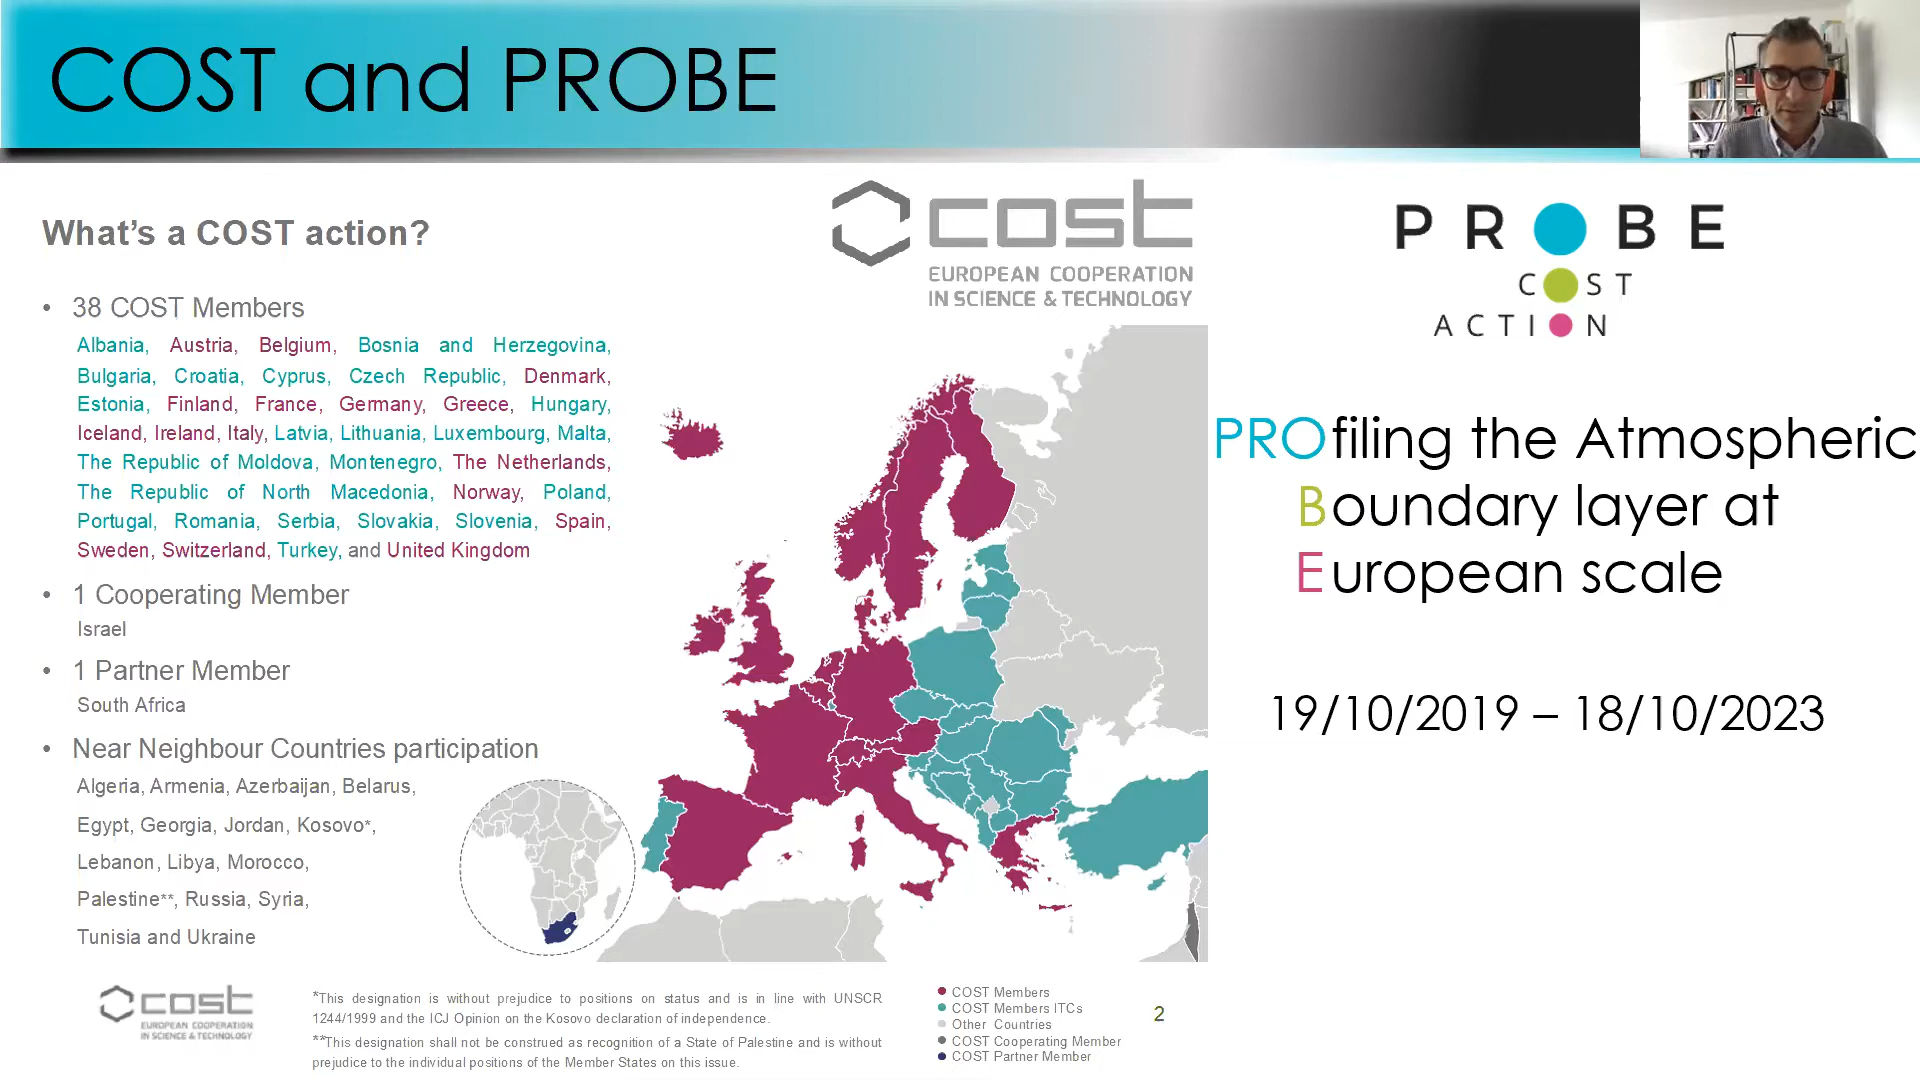 COST and PROBE
What's a COST action?
• 38 COST Members
Albania, Austria, Belgium, Bosnia and Herzegovina,
Bulgaria, Croatia, Cyprus, Czech Republic, Denmark,
Estonia, Finland, France, Germany, Greece, Hungary,
Iceland, Ireland, Italy, Latvia, Lithuania, Luxembourg, Malta,
The Republic of Moldova, Montenegro, The Netherlands,
The Republic of North Macedonia, Norway, Poland,
Portugal, Romania, Serbia, Slovakia, Slovenia, Spain,
Sweden, Switzerland, Turkey, and United Kingdom
• 1 Cooperating Member
Israel
• 1 Partner Member
South Africa
• Near Neighbour Countries participation
Algeria, Armenia, Azerbaijan, Belarus,
Egypt, Georgia, Jordan, Kosovo*,
Lebanon, Libya, Morocco,
Palestine**, Russia, Syria,
Tunisia and Ukraine
cost
EUROPEAN COOPERATION
IN SCIENCE & TECHNOLOGY
PROBE
COST
ACTION
PROfiling the Atmospheric
Boundary layer at
European scale
19/10/2019 – 18/10/2023
cost
EUROPEAN COOPERATION
IN SCIENCE & TECHNOLOGY
*This designation is without prejudice to positions on status and is in line with UNSCR
1244/1999 and the ICJ Opinion on the Kosovo declaration of independence.
**This designation shall not be construed as recognition of a State of Palestine and is without
prejudice to the individual positions of the Member States on this issue.
COST Members
COST Members ITCs
Other Countries
COST Cooperating Member
COST Partner Member
2